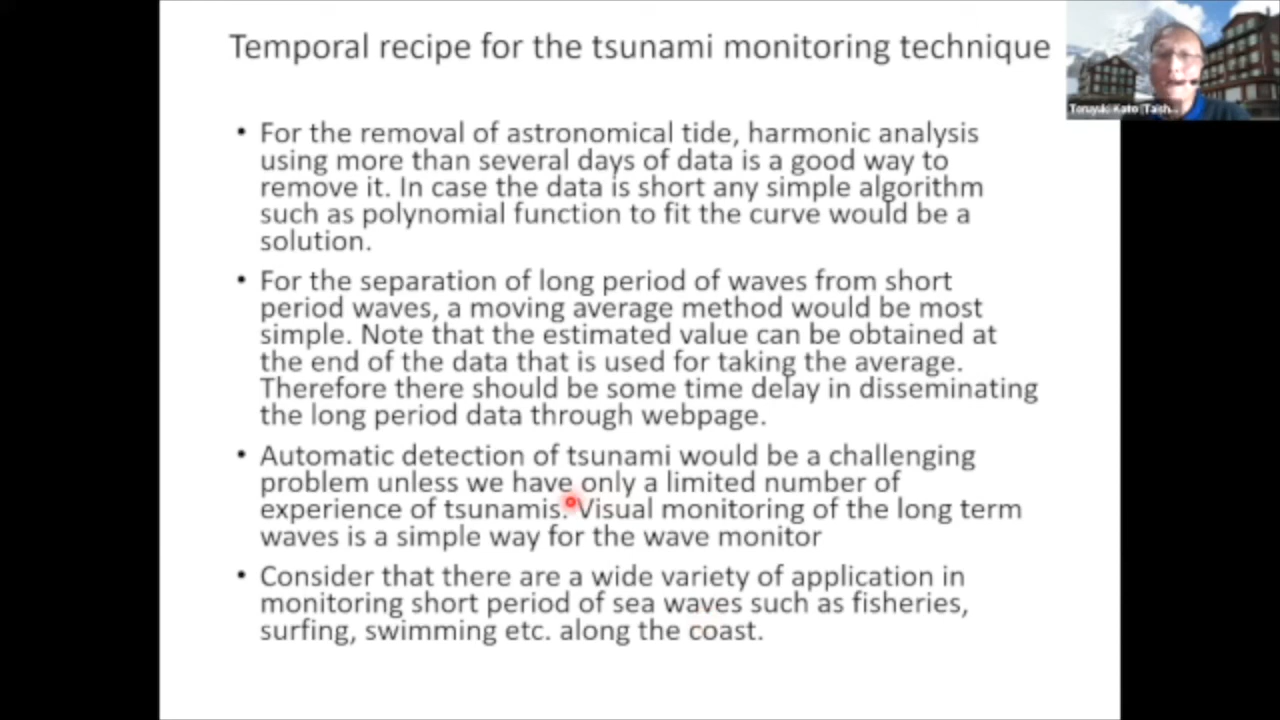 Temporal recipe for the tsunami monitoring technique
• For the removal of astronomical tide, harmonic analysis
using more than several days of data is a good way to
remove it. In case the data is short any simple algorithm
such as polynomial function to fit the curve would be a
solution.
• For the separation of long period of waves from short
period waves, a moving average method would be most
simple. Note that the estimated value can be obtained at
the end of the data that is used for taking the average.
Therefore there should be some time delay in disseminating
the long period data through webpage.
• Automatic detection of tsunami would be a challenging
problem unless we have only a limited number of
experience of tsunamis. Visual monitoring of the long term
waves is a simple way for the wave monitor
• Consider that there are a wide variety of application in
monitoring short period of sea waves such as fisheries,
surfing, swimming etc. along the coast.